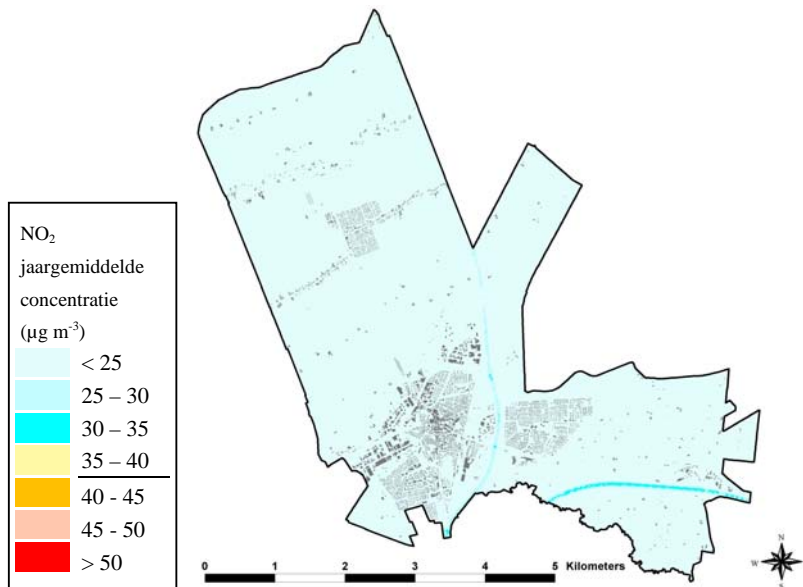 NO₂
jaargemiddelde
concentratie
(µg m⁻³)
< 25
25 – 30
30 – 35
35 – 40
40 - 45
45 - 50
> 50
0 1 2 3 4 5 Kilometers
N
W E
S